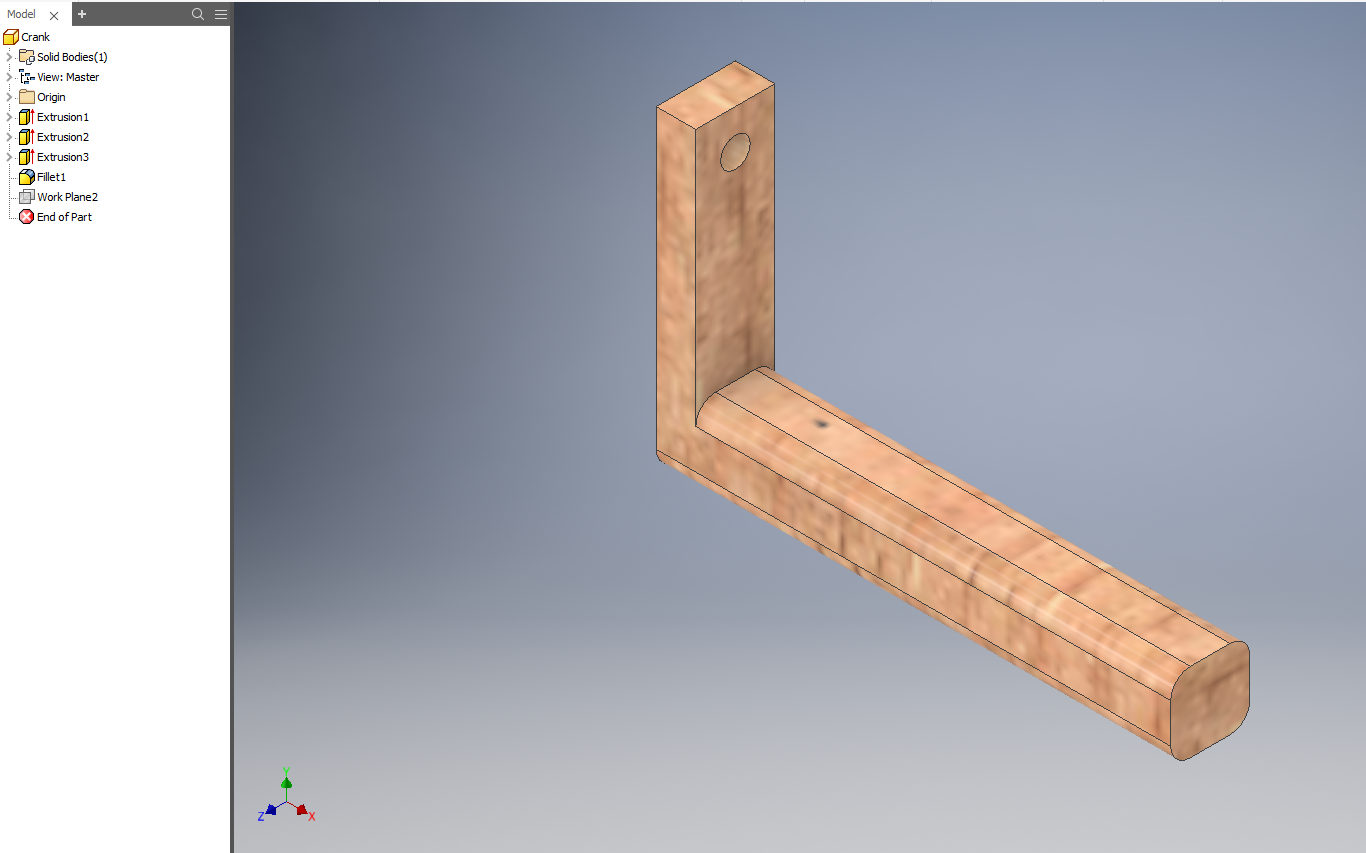 Model
Crank
Solid Bodies(1)
View: Master
Origin
Extrusion1
Extrusion2
Extrusion3
Fillet1
Work Plane2
End of Part
Y
Z
X